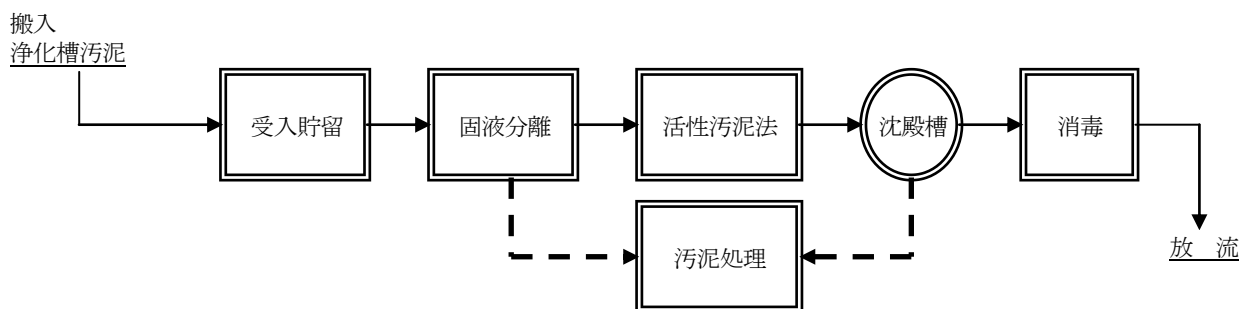 搬入
浄化槽汚泥
受入貯留
固液分離
活性汚泥法
沈殿槽
消毒
汚泥処理
放　流